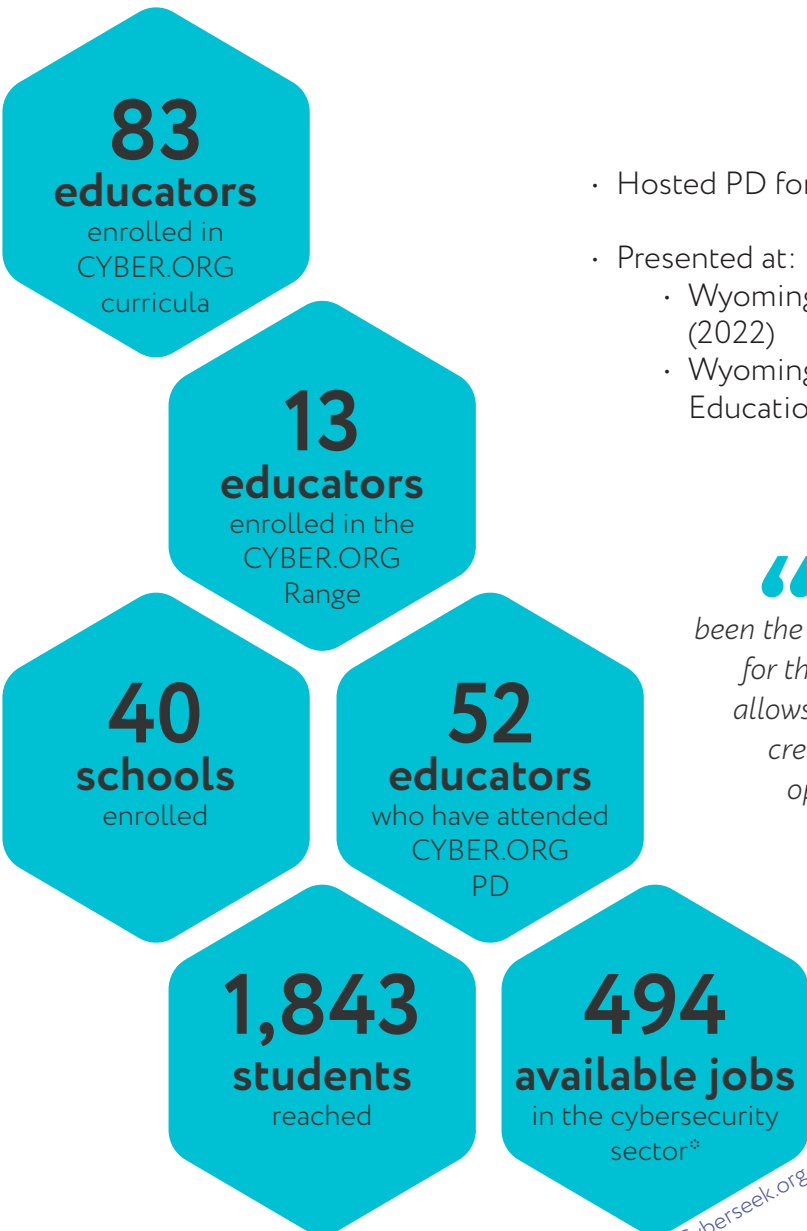 83
educators
enrolled in
CYBER.ORG
curricula
13
educators
enrolled in the
CYBER.ORG
Range
40
schools
enrolled
52
educators
who have attended
CYBER.ORG
PD
1,843
students
reached
494
available jobs
in the cybersecurity
sector*
· Hosted PD for
· Presented at:
· Wyoming
(2022)
· Wyoming
Education
“
been the
for th
allows
cre
op
yberseek.org